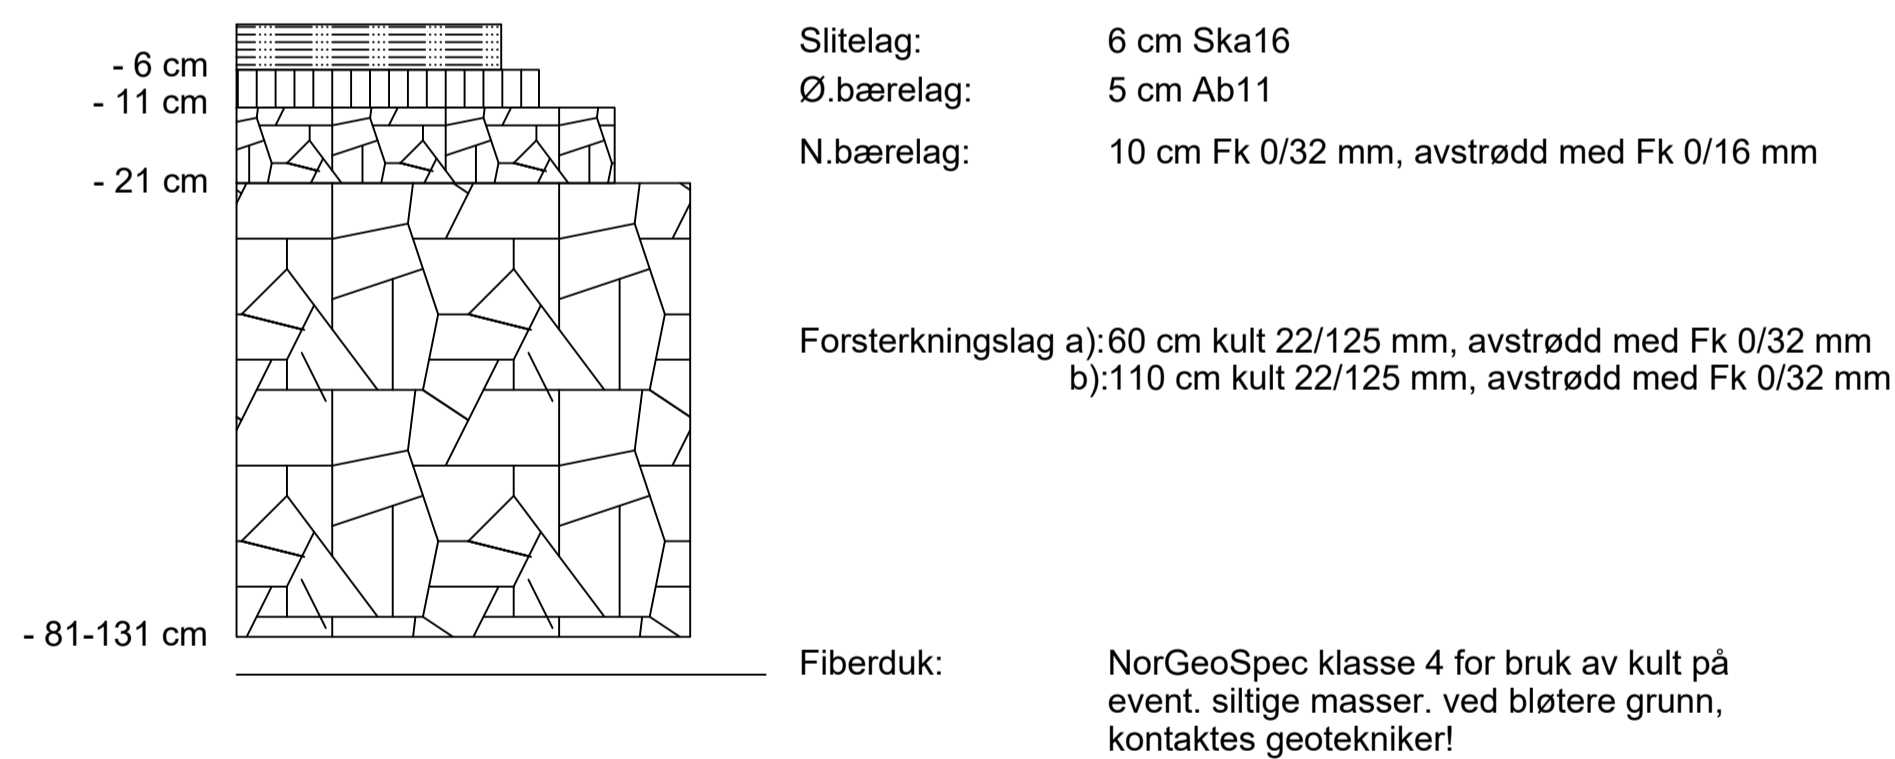 Slitelag: 6 cm Ska16
- 6 cm
Ø.bærelag: 5 cm Ab11
- 11 cm
N.bærelag: 10 cm Fk 0/32 mm, avstrødd med Fk 0/16 mm
- 21 cm
Forsterkningslag a):60 cm kult 22/125 mm, avstrødd med Fk 0/32 mm
b):110 cm kult 22/125 mm, avstrødd med Fk 0/32 mm
- 81-131 cm
Fiberduk: NorGeoSpec klasse 4 for bruk av kult på
event. siltige masser. ved bløtere grunn,
kontaktes geotekniker!